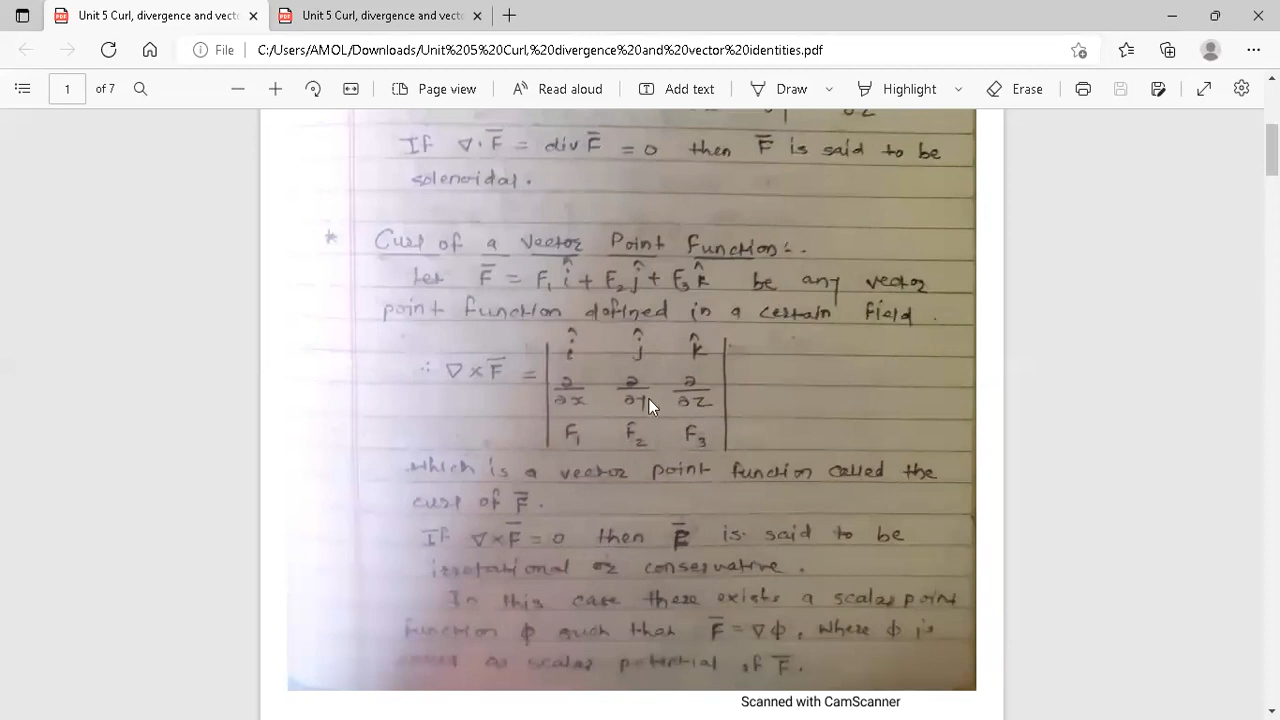 Unit 5 Curl, divergence and vect
Unit 5 Curl, divergence and vect
File C:/Users/AMOL/Downloads/Unit%205%20Curl,%20divergence%20and%20vector%20identities.pdf
1 of 7 Page view Read aloud Add text Draw Highlight Erase
If ∇·F̄ = div F̄ = 0 then F̄ is said to be
solenoidal.
* Curl of a vector Point Function:-
Let F̄ = F₁ î + F₂ ĵ + F₃ k̂ be any vector
point function defined in a certain field.
∴ ∇×F̄ = | î ĵ k̂ |
| ∂/∂x ∂/∂y ∂/∂z |
| F₁ F₂ F₃ |
which is a vector point function called the
curl of F̄.
If ∇×F̄ = 0 then F̄ is said to be
irrotational or conservative.
In this case there exists a scalar point
function ϕ such that F̄ = ∇ϕ, where ϕ is
as scalar potential of F̄.
Scanned with CamScanner